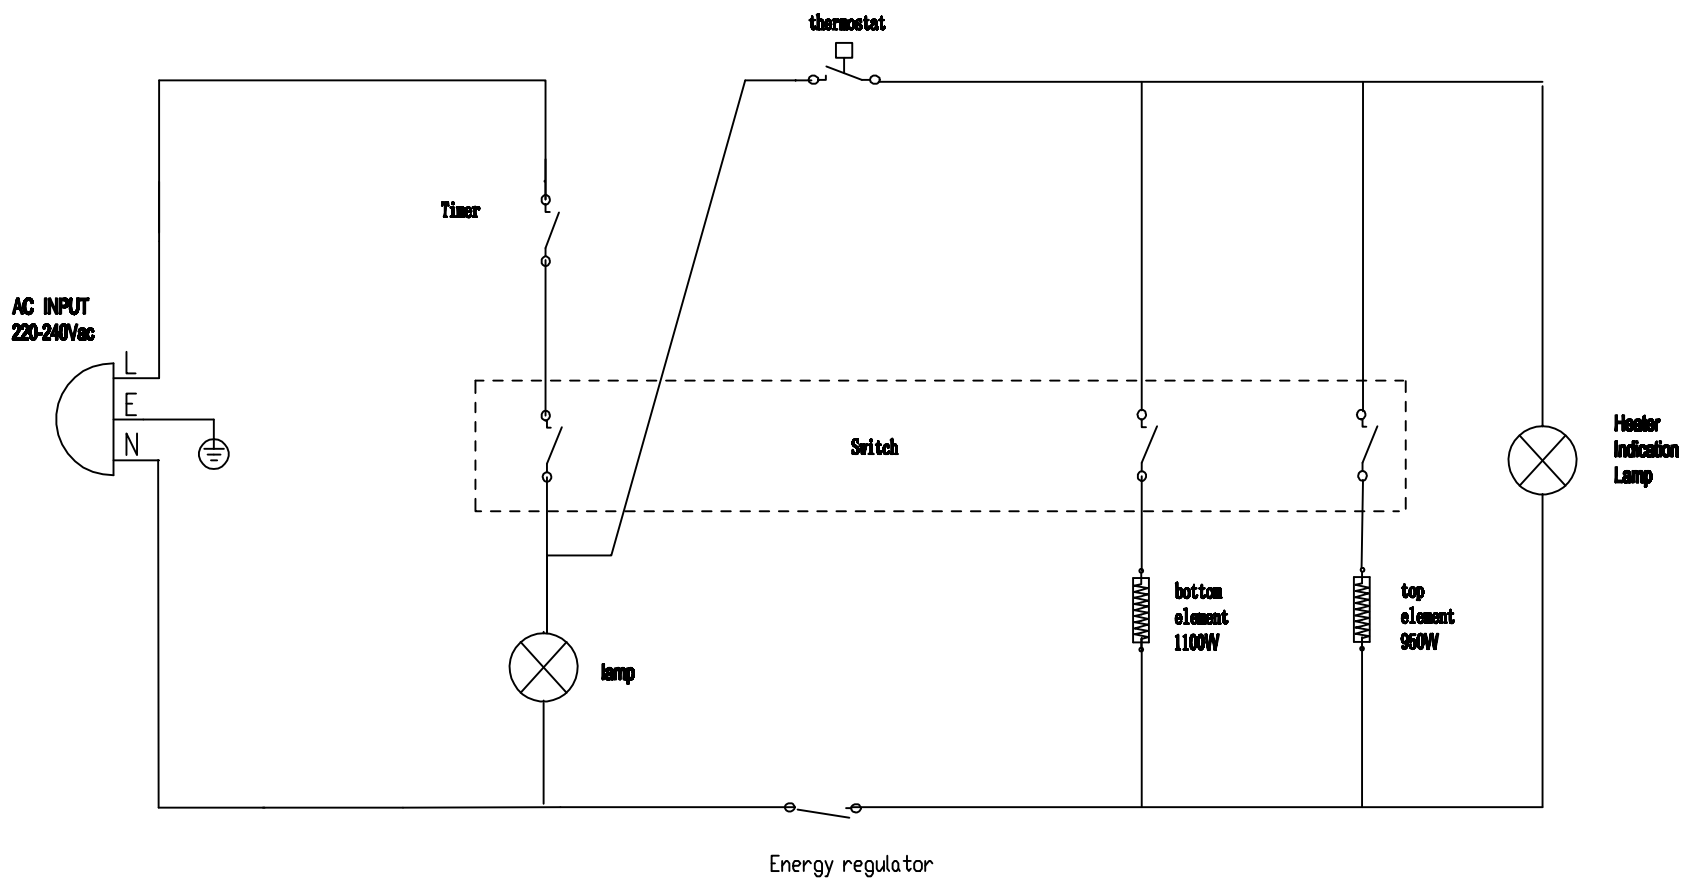 thermostat
Timer
AC INPUT
220-240Vac
L
E
N
Switch
Heater
Indication
Lamp
bottom
element
1100W
top
element
950W
lamp
Energy regulator